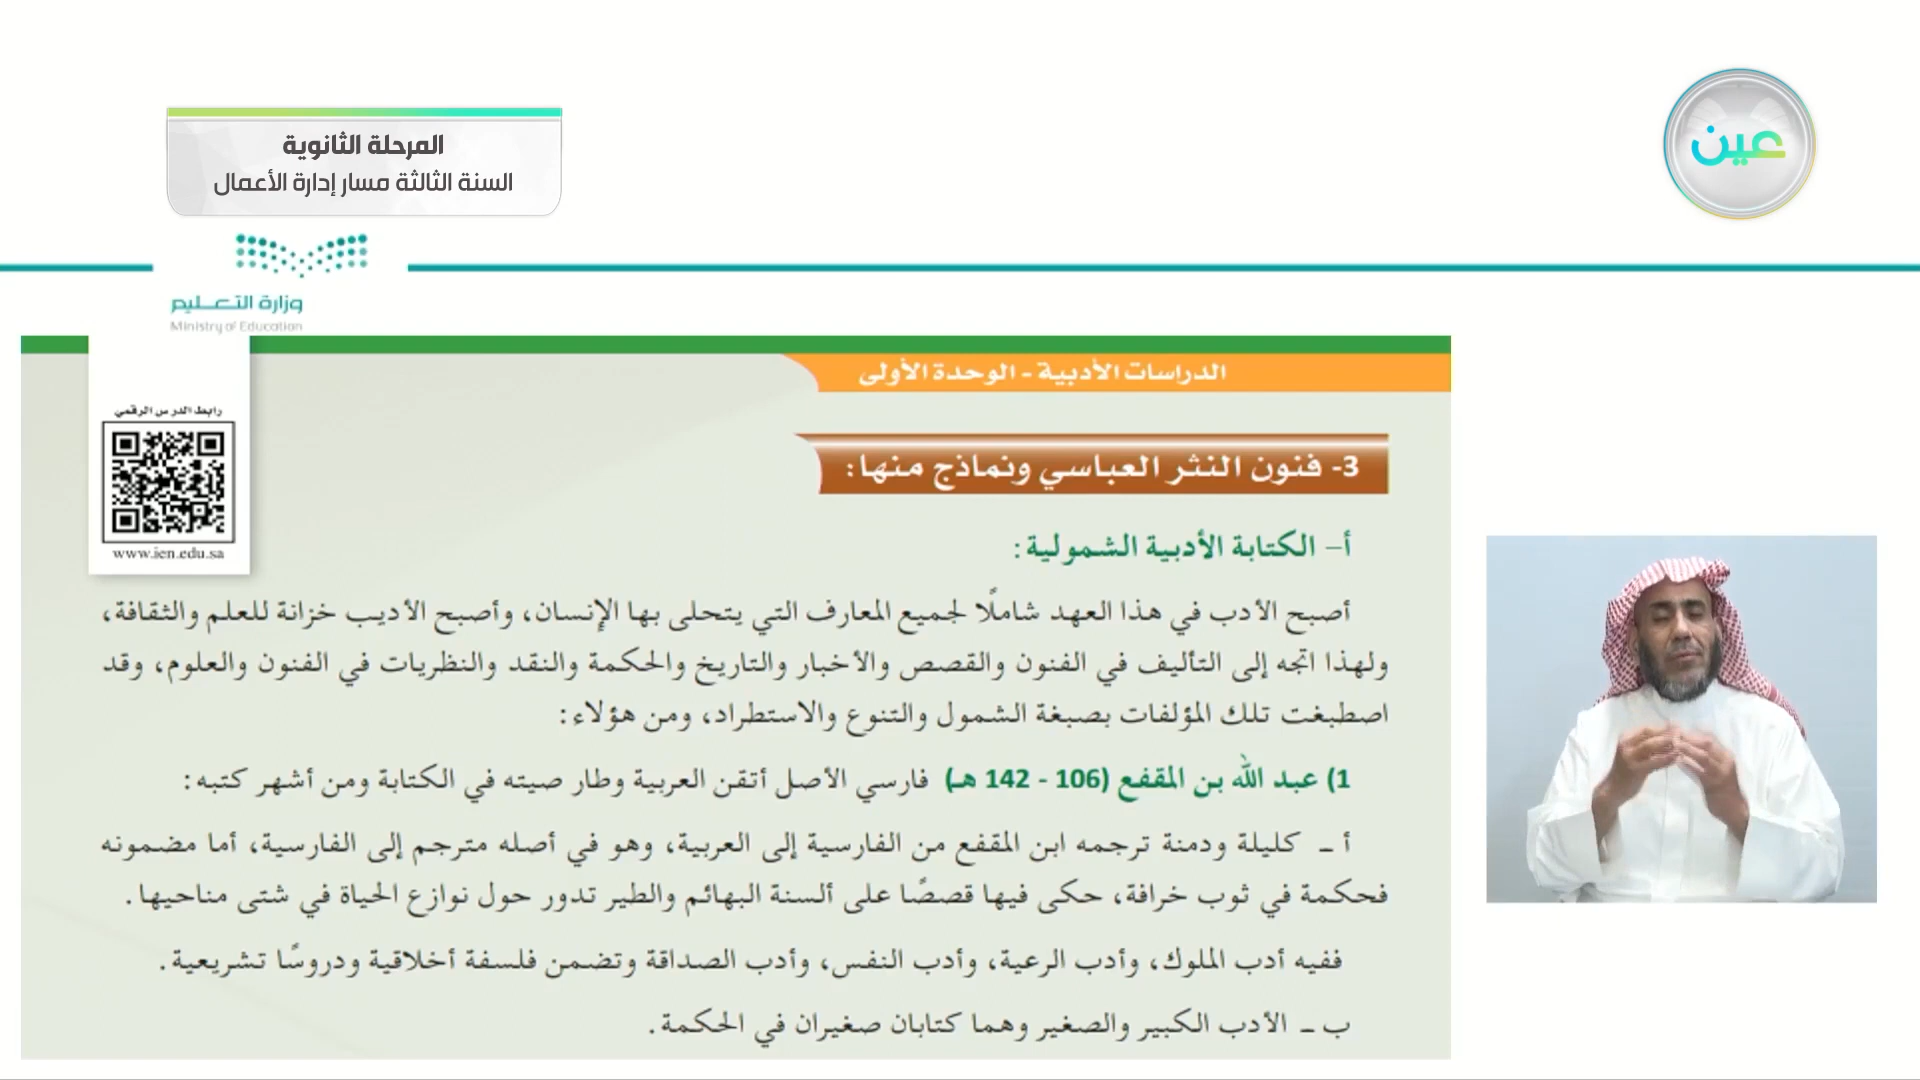 عين
المرحلة الثانوية
السنة الثالثة مسار إدارة الأعمال
وزارة التعليم
Ministry of Education
الدراسات الأدبية - الوحدة الأولى
رابط الدرس الرقمي
www.ien.edu.sa
3- فنون النثر العباسي ونماذج منها:
أ– الكتابة الأدبية الشمولية:
أصبح الأدب في هذا العهد شاملًا لجميع المعارف التي يتحلى بها الإنسان، وأصبح الأديب خزانة للعلم والثقافة،
ولهذا اتجه إلى التأليف في الفنون والقصص والأخبار والتاريخ والحكمة والنقد والنظريات في الفنون والعلوم، وقد
اصطبغت تلك المؤلفات بصبغة الشمول والتنوع والاستطراد، ومن هؤلاء:
1) عبد الله بن المقفع (106 - 142 هـ) فارسي الأصل أتقن العربية وطار صيته في الكتابة ومن أشهر كتبه:
أ ـ كليلة ودمنة ترجمه ابن المقفع من الفارسية إلى العربية، وهو في أصله مترجم إلى الفارسية، أما مضمونه
فحكمة في ثوب خرافة، حكى فيها قصصًا على ألسنة البهائم والطير تدور حول نوازع الحياة في شتى مناحيها.
ففيه أدب الملوك، وأدب الرعية، وأدب النفس، وأدب الصداقة وتضمن فلسفة أخلاقية ودروسًا تشريعية.
ب ـ الأدب الكبير والصغير وهما كتابان صغيران في الحكمة.